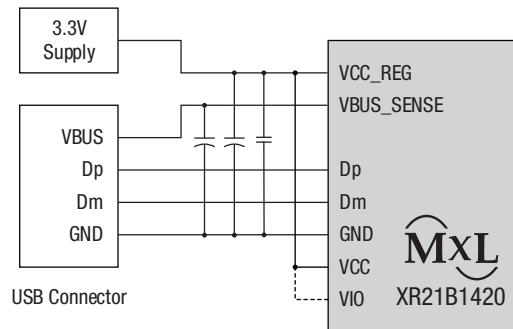 3.3V
Supply
VCC_REG
VBUS_SENSE
VBUS
Dp
Dp
Dm
Dm
GND
GND
MxL
VCC
USB Connector
VIO
XR21B1420